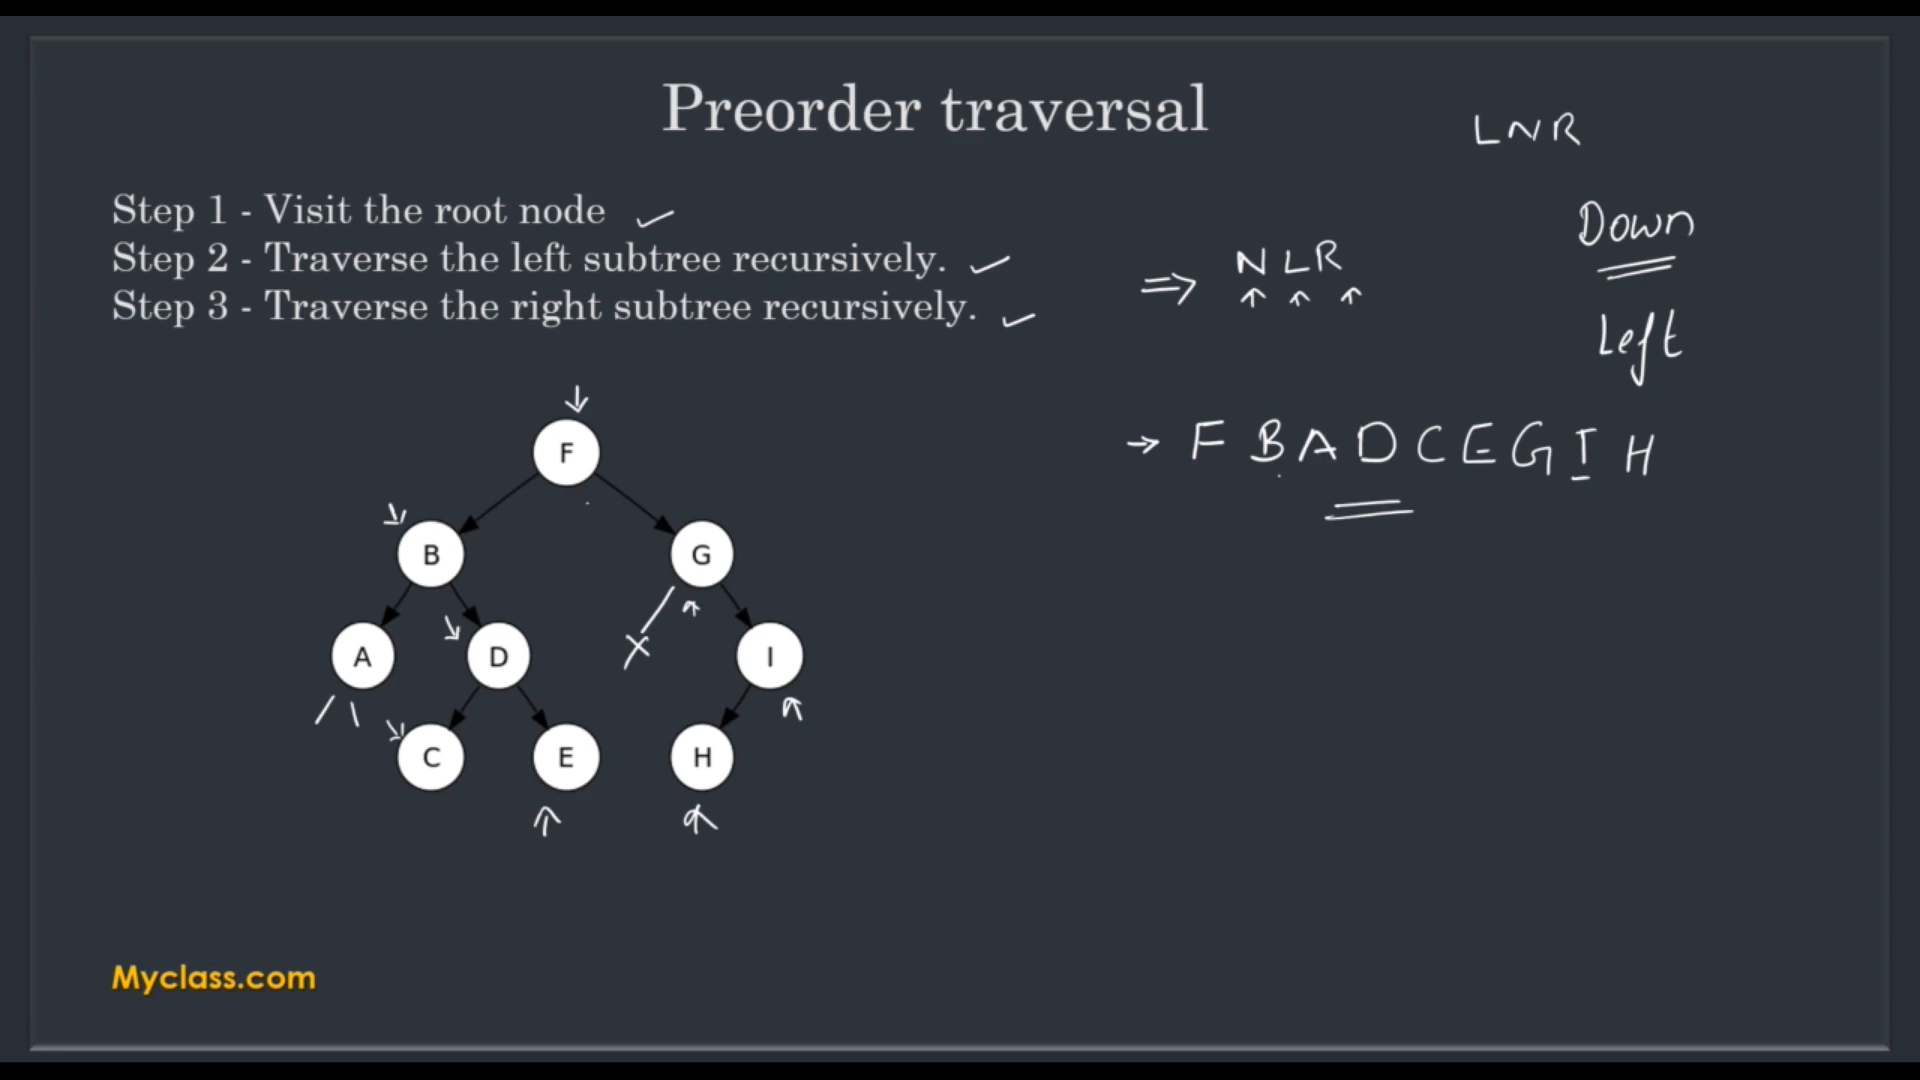 Preorder traversal
LNR
Step 1 - Visit the root node
Step 2 - Traverse the left subtree recursively.
Step 3 - Traverse the right subtree recursively.
Down
NLR
Left
F B A D C E G I H
F
B
G
A
D
I
C
E
H
Myclass.com